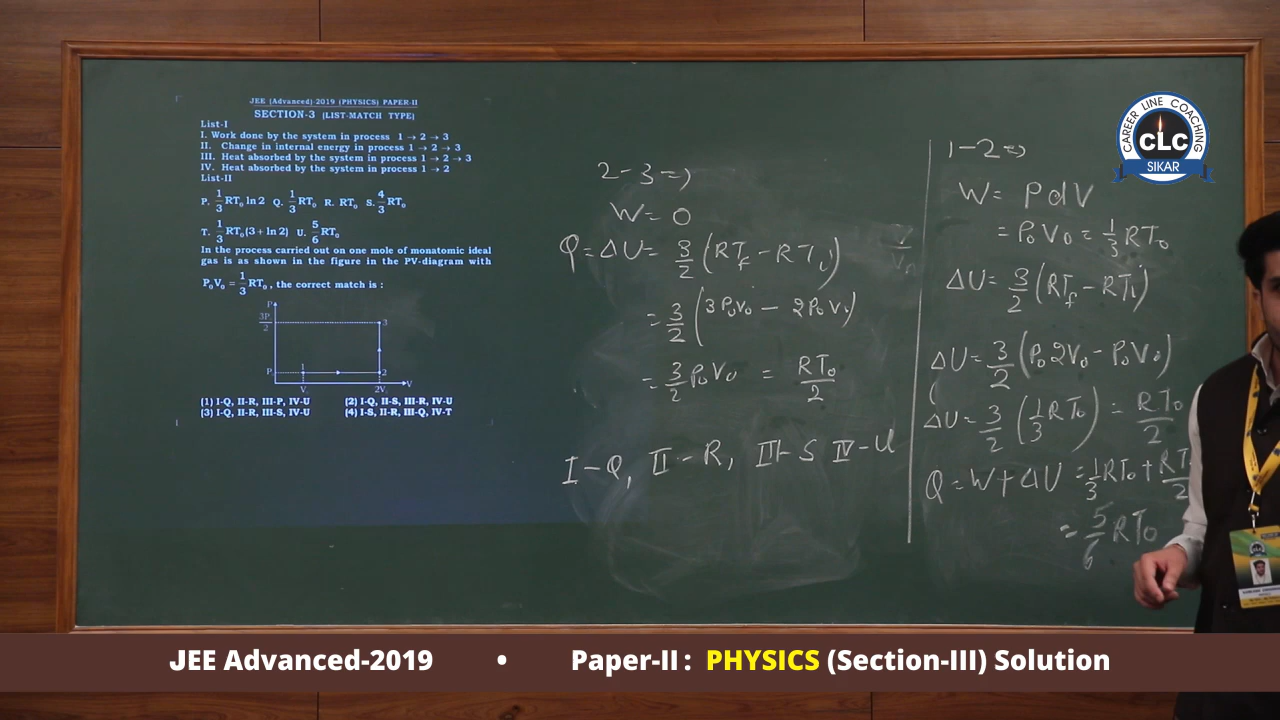 JEE (Advanced)-2019 (PHYSICS) PAPER-II
SECTION-3 (LIST-MATCH TYPE)
List-I
I. Work done by the system in process 1 → 2 → 3
II. Change in internal energy in process 1 → 2 → 3
III. Heat absorbed by the system in process 1 → 2 → 3
IV. Heat absorbed by the system in process 1 → 2
List-II
P. 1/3 RT₀ ln 2 Q. 1/3 RT₀ R. RT₀ S. 4/3 RT₀
T. 1/3 RT₀ (3 + ln 2) U. 5/6 RT₀
In the process carried out on one mole of monatomic ideal
gas is as shown in the figure in the PV-diagram with
P₀V₀ = 1/3 RT₀, the correct match is :
P
3P/2
3
P
1
2
V
2V
V
(1) I-Q, II-R, III-P, IV-U (2) I-Q, II-S, III-R, IV-U
(3) I-Q, II-R, III-S, IV-U (4) I-S, II-R, III-Q, IV-T
2-3 ⇒
W = 0
Q = ΔU = 3/2 (RT_f - RT_i)
= 3/2 (3P₀V₀ - 2P₀V₀)
= 3/2 P₀V₀ = RT₀/2
I-Q, II-R, III-S IV-U
1-2 ⇒
W = PdV
= P₀V₀ = 1/3 RT₀
ΔU = 3/2 (RT_f - RT_i)
ΔU = 3/2 (P₀2V₀ - P₀V₀)
ΔU = 3/2 (1/3 RT₀) = RT₀/2
Q = W + ΔU = 1/3 RT₀ + RT/2
= 5/6 RT₀
CAREER LINE COACHING
CLC
SIKAR
JEE Advanced-2019 • Paper-II : PHYSICS (Section-III) Solution